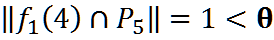 ‖f₁(4) ∩ P₅‖ = 1 < θ